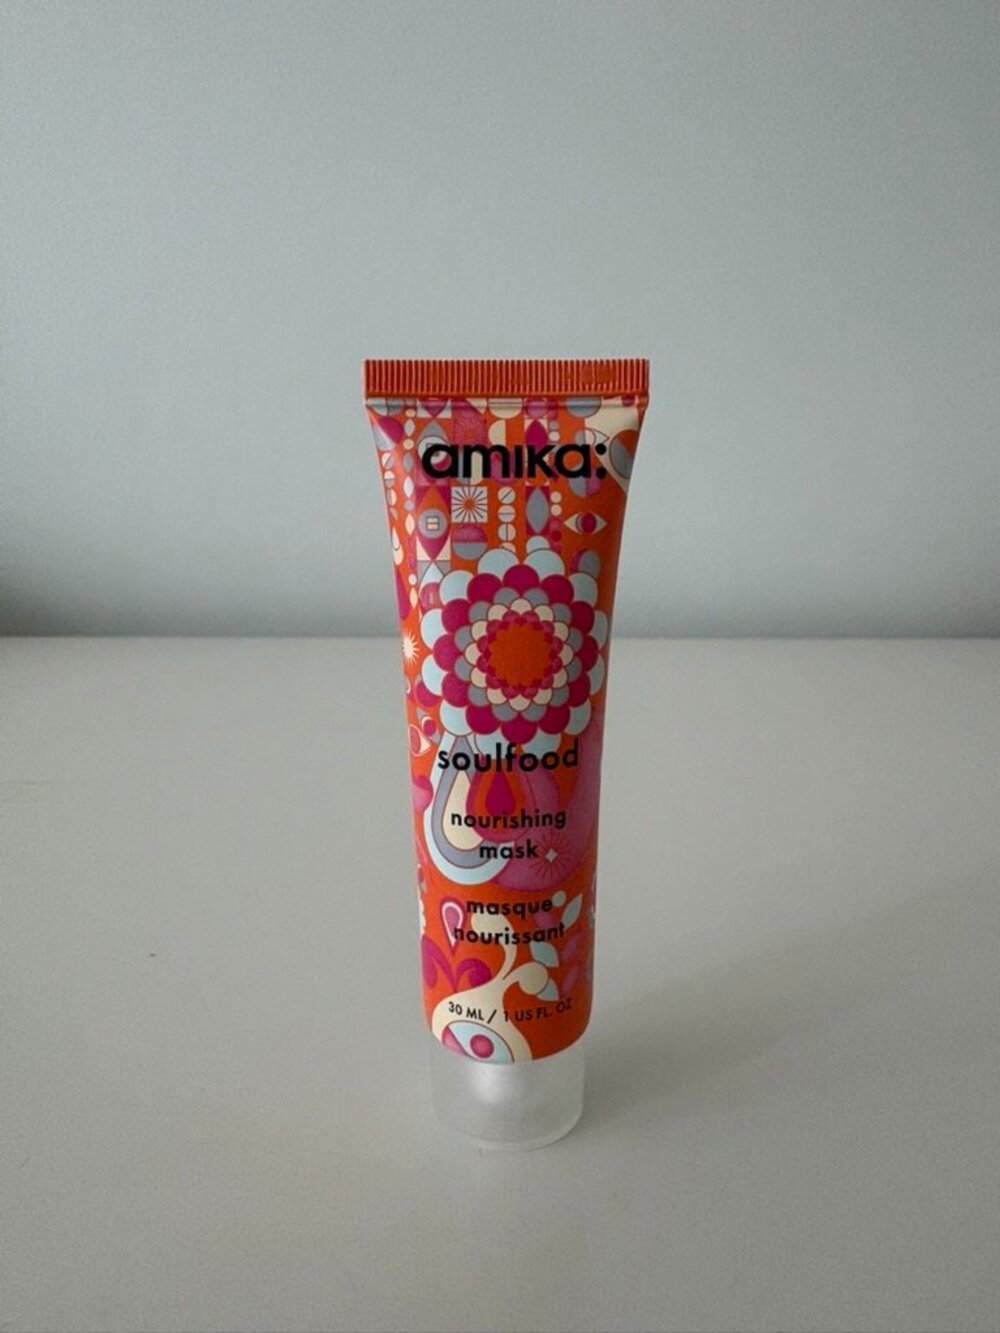 amika:
soulfood
nourishing
mask
masque
nourissant
30 ML / 1 US FL. OZ